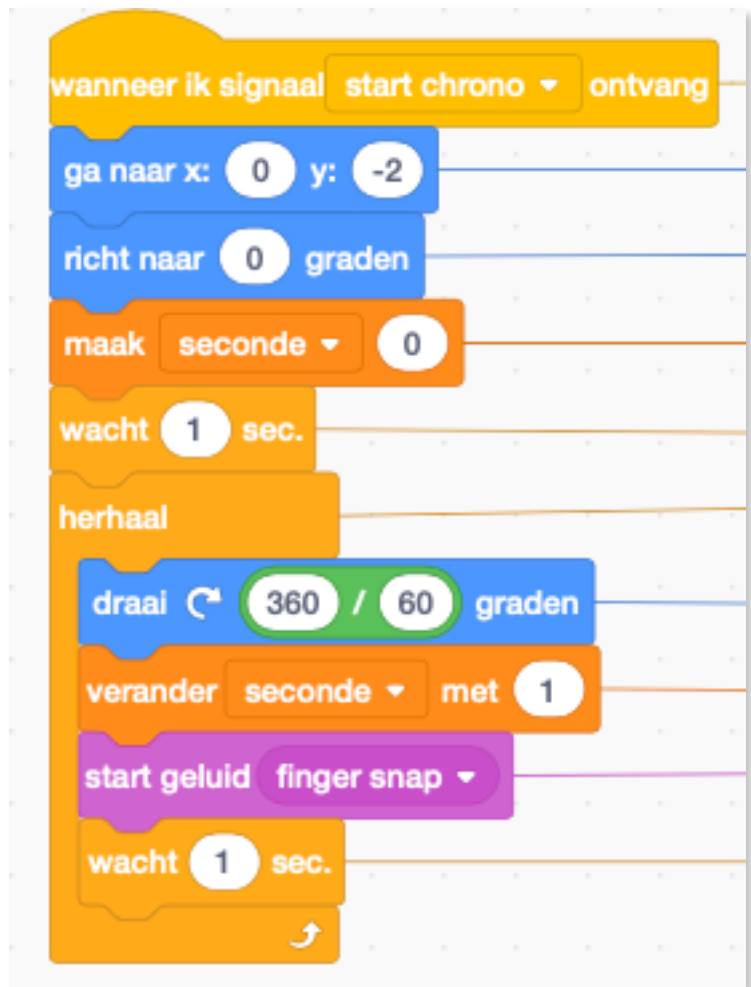 wanneer ik signaal start chrono ontvang
ga naar x: 0 y: -2
richt naar 0 graden
maak seconde 0
wacht 1 sec.
herhaal
draai 360 / 60 graden
verander seconde met 1
start geluid finger snap
wacht 1 sec.